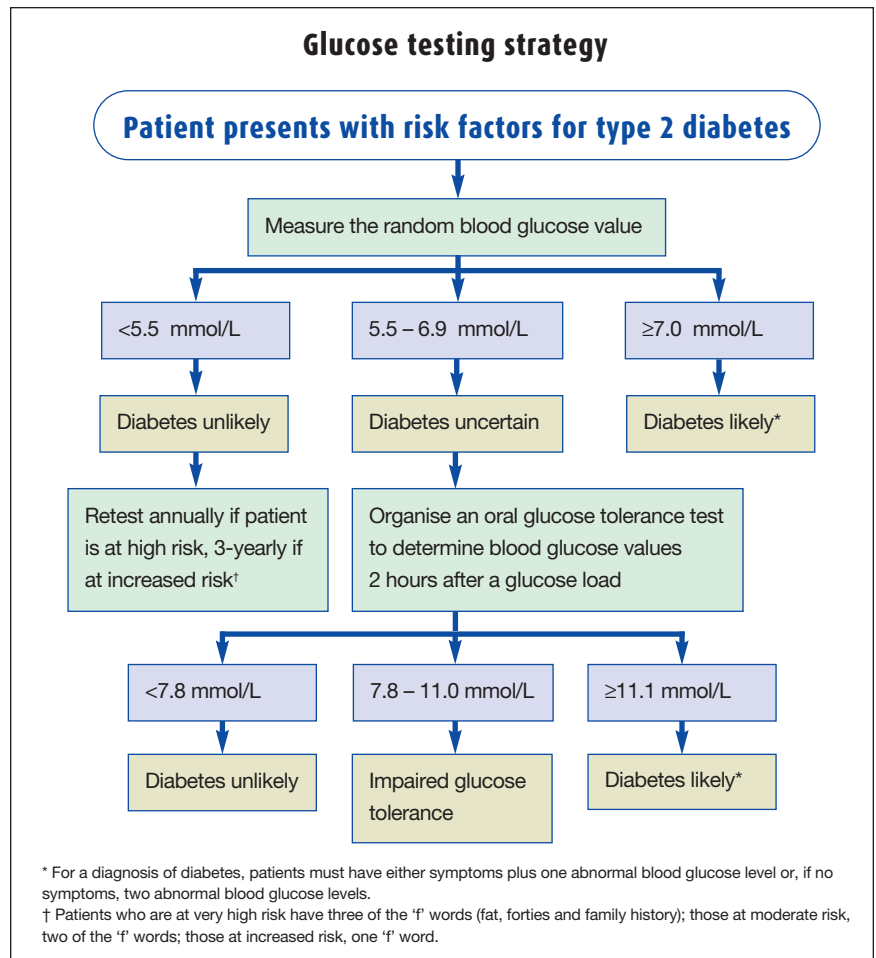 Glucose testing strategy
Patient presents with risk factors for type 2 diabetes
Measure the random blood glucose value
<5.5 mmol/L
5.5 – 6.9 mmol/L
≥7.0 mmol/L
Diabetes unlikely
Diabetes uncertain
Diabetes likely*
Retest annually if patient
is at high risk, 3-yearly if
at increased risk†
Organise an oral glucose tolerance test
to determine blood glucose values
2 hours after a glucose load
<7.8 mmol/L
7.8 – 11.0 mmol/L
≥11.1 mmol/L
Diabetes unlikely
Impaired glucose
tolerance
Diabetes likely*
* For a diagnosis of diabetes, patients must have either symptoms plus one abnormal blood glucose level or, if no
symptoms, two abnormal blood glucose levels.
† Patients who are at very high risk have three of the ‘f’ words (fat, forties and family history); those at moderate risk,
two of the ‘f’ words; those at increased risk, one ‘f’ word.